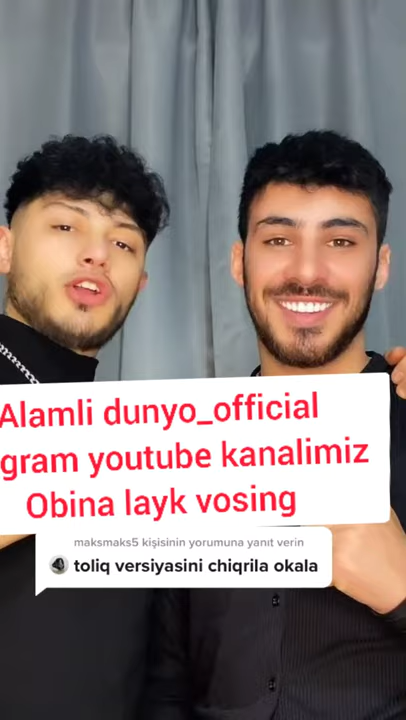 Alamli dunyo_official
gram youtube kanalimiz
Obina layk vosing
maksmaks5 kişisinin yorumuna yanıt verin
toliq versiyasini chiqrila okala